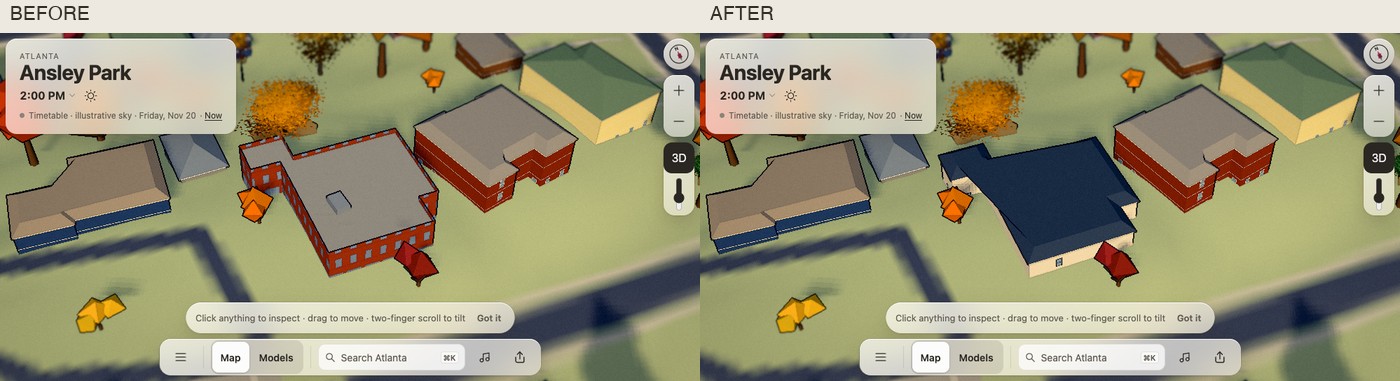 BEFORE
ATLANTA
Ansley Park
2:00 PM
Timetable · illustrative sky · Friday, Nov 20 · Now
3D
Click anything to inspect · drag to move · two-finger scroll to tilt Got it
Map Models Search Atlanta ⌘K
AFTER
ATLANTA
Ansley Park
2:00 PM
Timetable · illustrative sky · Friday, Nov 20 · Now
3D
Click anything to inspect · drag to move · two-finger scroll to tilt Got it
Map Models Search Atlanta ⌘K